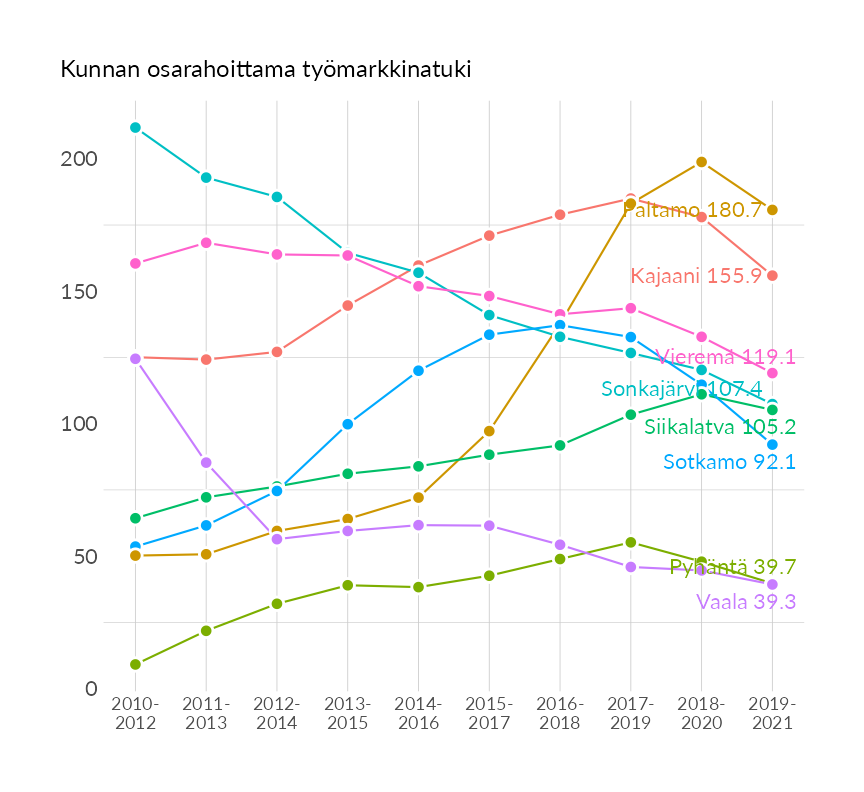 Kunnan osarahoittama työmarkkinatuki
200
150
100
50
0
Paltamo 180.7
Kajaani 155.9
Vieremä 119.1
Sonkajärvi 107.4
Siikalatva 105.2
Sotkamo 92.1
Pyhäntä 39.7
Vaala 39.3
2010-
2012
2011-
2013
2012-
2014
2013-
2015
2014-
2016
2015-
2017
2016-
2018
2017-
2019
2018-
2020
2019-
2021